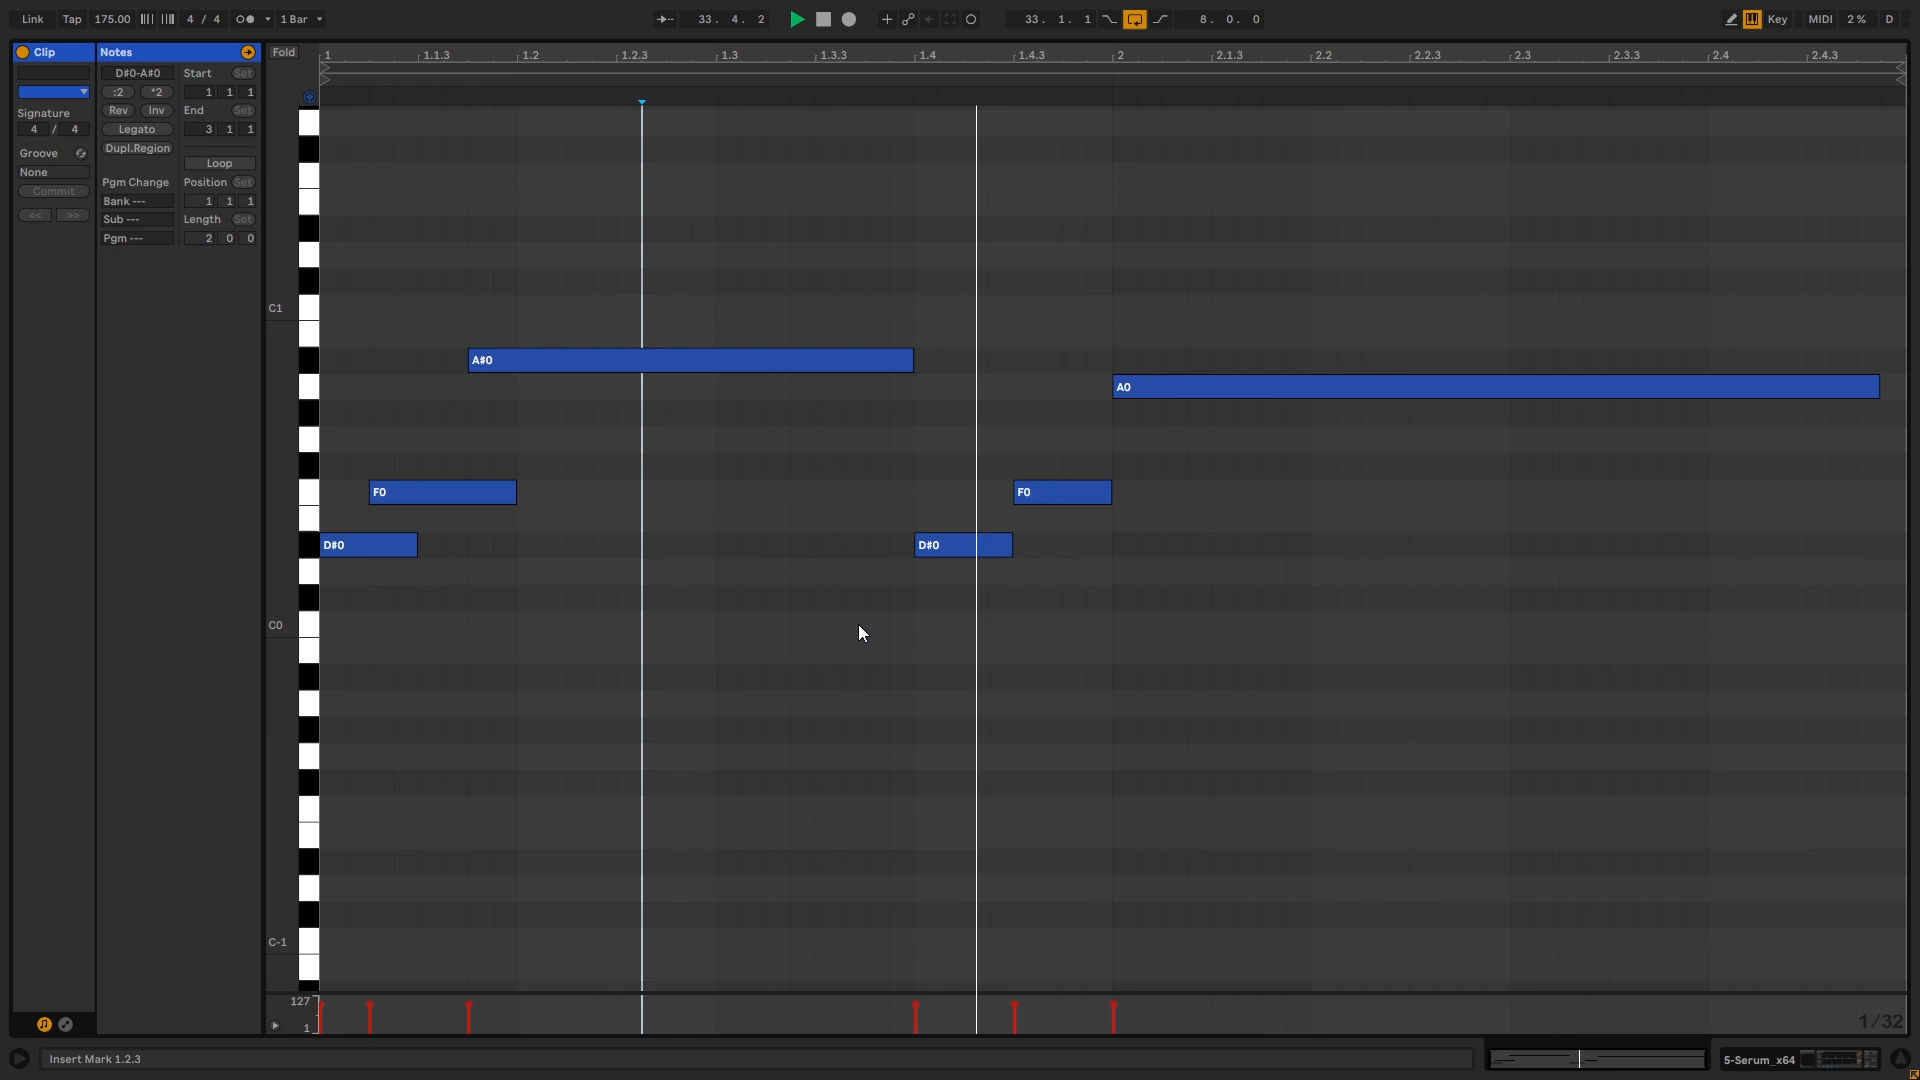 Link Tap 175.00 4 / 4 1 Bar 33. 4. 2 33. 1. 1 8. 0. 0 Key MIDI 2 % D
Clip Notes Fold 1 1.1.3 1.2 1.2.3 1.3 1.3.3 1.4 1.4.3 2 2.1.3 2.2 2.2.3 2.3 2.3.3 2.4 2.4.3
D#0-A#0 Start Set
:2 *2 1 1 1
Signature Rev Inv End Set
4 / 4 Legato 3 1 1
Groove Dupl.Region
None Loop
Commit Pgm Change Position Set
<< >> Bank --- 1 1 1
Sub --- Length Set
Pgm --- 2 0 0
C1
A#0
A0
F0 F0
D#0 D#0
C0
C-1
127
1
1/32
Insert Mark 1.2.3 5-Serum_x64